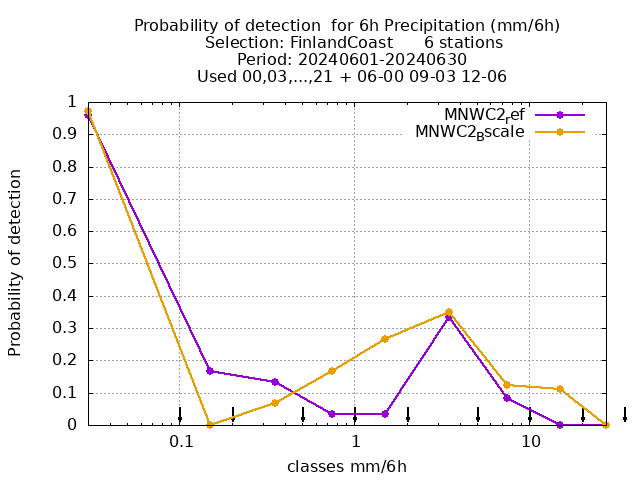 Probability of detection  for 6h Precipitation (mm/6h)
Selection: FinlandCoast      6 stations
Period: 20240601-20240630
Used 00,03,...,21 + 06-00 09-03 12-06
MNWC2ref
MNWC2Bscale
1
0.9
0.8
0.7
0.6
0.5
0.4
0.3
0.2
0.1
0
Probability of detection
0.1 1 10
classes mm/6h